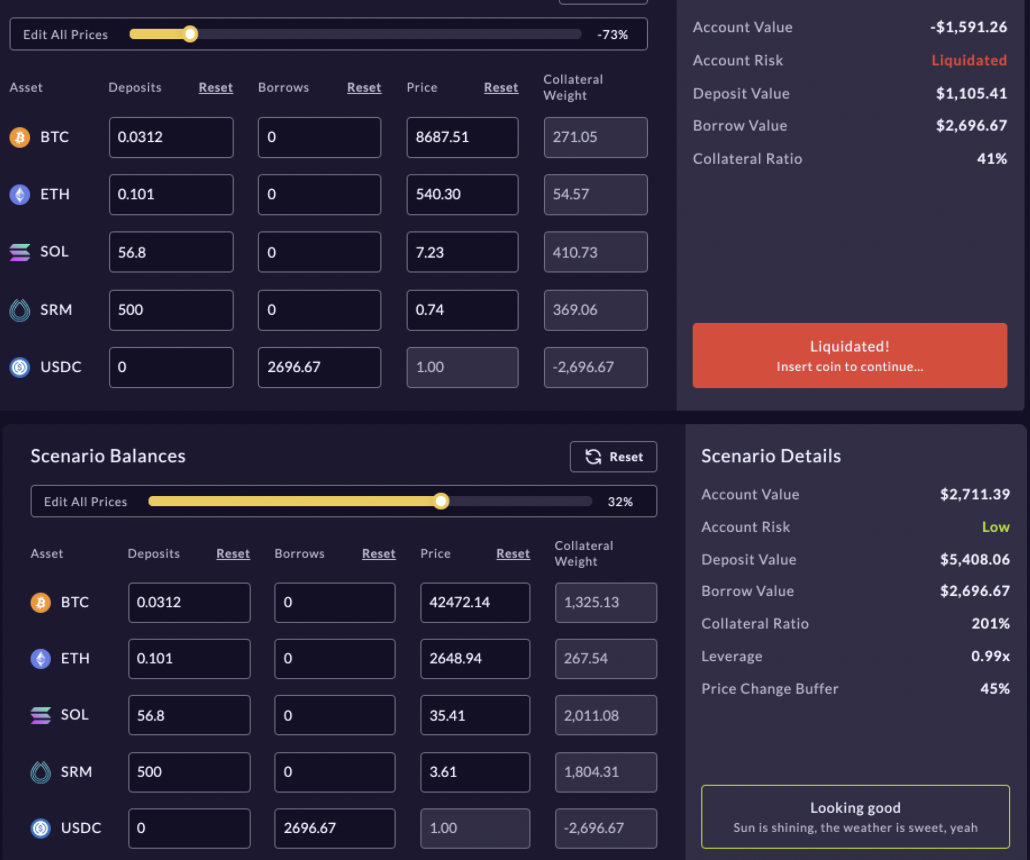 Edit All Prices -73%
Asset Deposits Reset Borrows Reset Price Reset Collateral Weight
BTC 0.0312 0 8687.51 271.05
ETH 0.101 0 540.30 54.57
SOL 56.8 0 7.23 410.73
SRM 500 0 0.74 369.06
USDC 0 2696.67 1.00 -2,696.67
Account Value -$1,591.26
Account Risk Liquidated
Deposit Value $1,105.41
Borrow Value $2,696.67
Collateral Ratio 41%
Liquidated!
Insert coin to continue...
Scenario Balances Reset
Edit All Prices 32%
Asset Deposits Reset Borrows Reset Price Reset Collateral Weight
BTC 0.0312 0 42472.14 1,325.13
ETH 0.101 0 2648.94 267.54
SOL 56.8 0 35.41 2,011.08
SRM 500 0 3.61 1,804.31
USDC 0 2696.67 1.00 -2,696.67
Scenario Details
Account Value $2,711.39
Account Risk Low
Deposit Value $5,408.06
Borrow Value $2,696.67
Collateral Ratio 201%
Leverage 0.99x
Price Change Buffer 45%
Looking good
Sun is shining, the weather is sweet, yeah